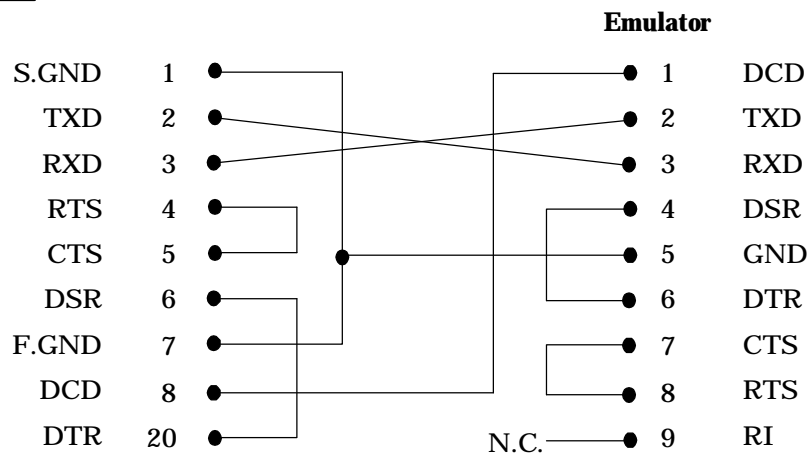 Emulator
S.GND 1 1 DCD
TXD 2 2 TXD
RXD 3 3 RXD
RTS 4 4 DSR
CTS 5 5 GND
DSR 6 6 DTR
F.GND 7 7 CTS
DCD 8 8 RTS
DTR 20 N.C. 9 RI